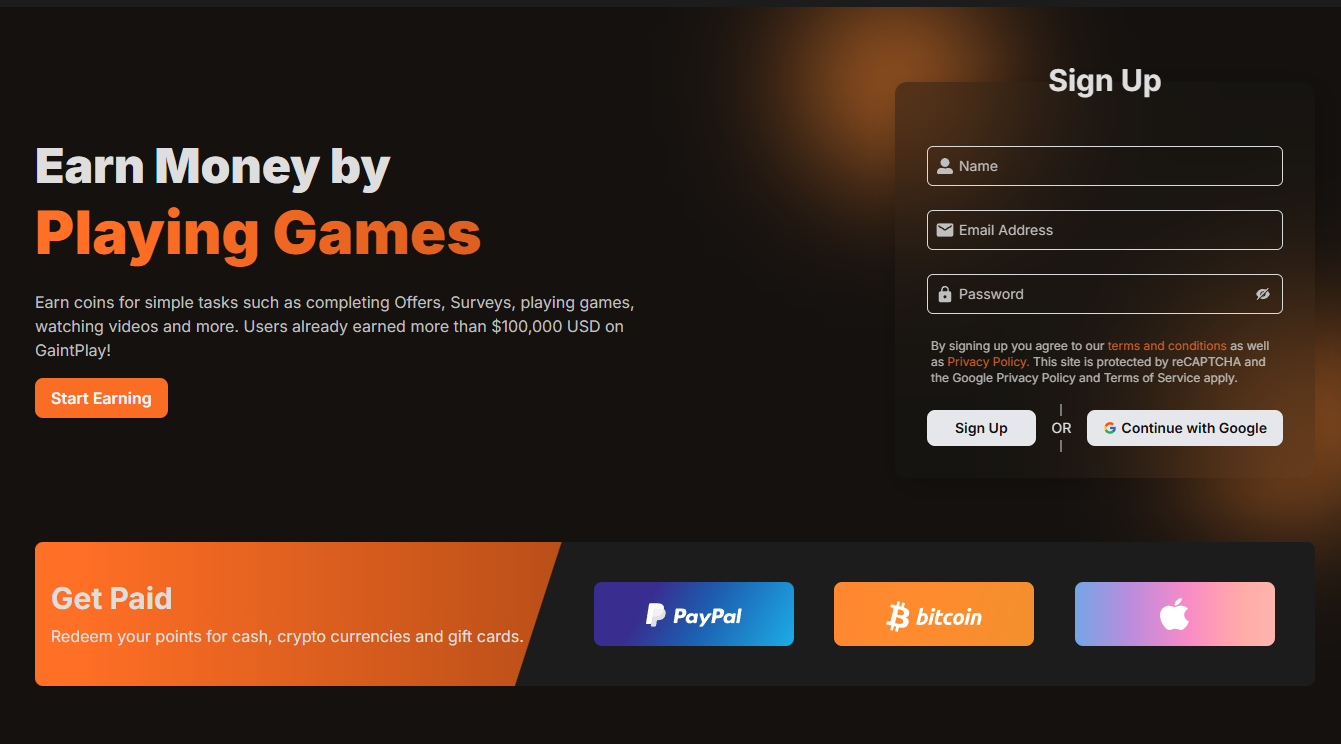 Earn Money by
Playing Games
Earn coins for simple tasks such as completing Offers, Surveys, playing games,
watching videos and more. Users already earned more than $100,000 USD on
GaintPlay!
Start Earning
Sign Up
Name
Email Address
Password
By signing up you agree to our terms and conditions as well
as Privacy Policy. This site is protected by reCAPTCHA and
the Google Privacy Policy and Terms of Service apply.
Sign Up
OR
Continue with Google
Get Paid
Redeem your points for cash, crypto currencies and gift cards.
PayPal
bitcoin